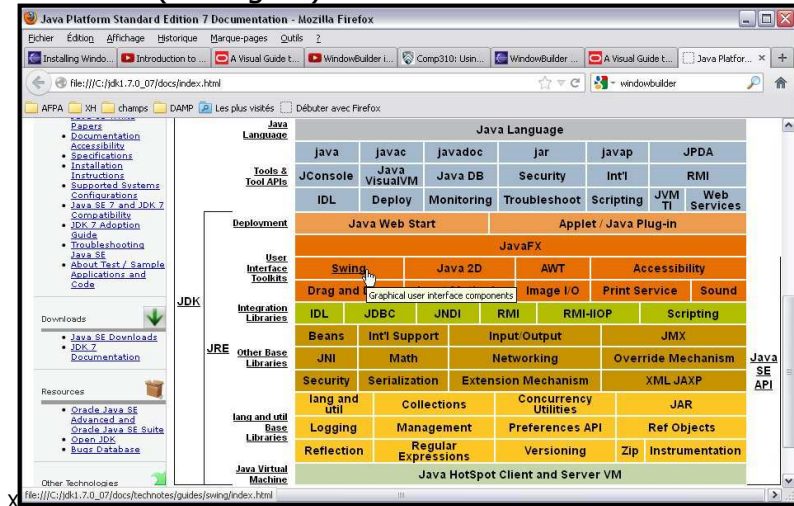 Java Platform Standard Edition 7 Documentation - Mozilla Firefox
Fichier Édition Affichage Historique Marque-pages Outils ?
Installing Windo... Introduction to ... A Visual Guide t... WindowBuilder i... Comp310: Usin... WindowBuilder ... A Visual Guide t... Java Platfor... × +
file:///C:/jdk1.7.0_07/docs/index.html windowbuilder
AFPA XH champs DAMP Les plus visités Débuter avec Firefox
Papers
Documentation Accessibility
Specifications
Installation Instructions
Supported Systems Configurations
Java SE 7 and JDK 7 Compatibility
JDK 7 Adoption Guide
Troubleshooting Java SE
About Test / Sample Applications and Code
Downloads
Java SE Downloads
JDK 7 Documentation
Resources
Oracle Java SE Advanced and Oracle Java SE Suite
Open JDK
Bugs Database
Other Technologies
JDK
JRE
Java Language
Java Language
Tools & Tool APIs
java javac javadoc jar javap JPDA
JConsole Java VisualVM Java DB Security Int'l RMI
IDL Deploy Monitoring Troubleshoot Scripting JVM TI Web Services
Deployment
Java Web Start Applet / Java Plug-in
JavaFX
User Interface Toolkits
Swing Java 2D AWT Accessibility
Drag and Image I/O Print Service Sound
Graphical user interface components
Integration Libraries
IDL JDBC JNDI RMI RMI-IIOP Scripting
Other Base Libraries
Beans Int'l Support Input/Output JMX
JNI Math Networking Override Mechanism
Security Serialization Extension Mechanism XML JAXP
lang and util Base Libraries
lang and util Collections Concurrency Utilities JAR
Logging Management Preferences API Ref Objects
Reflection Regular Expressions Versioning Zip Instrumentation
Java Virtual Machine
Java HotSpot Client and Server VM
Java SE API
x
file:///C:/jdk1.7.0_07/docs/technotes/guides/swing/index.html